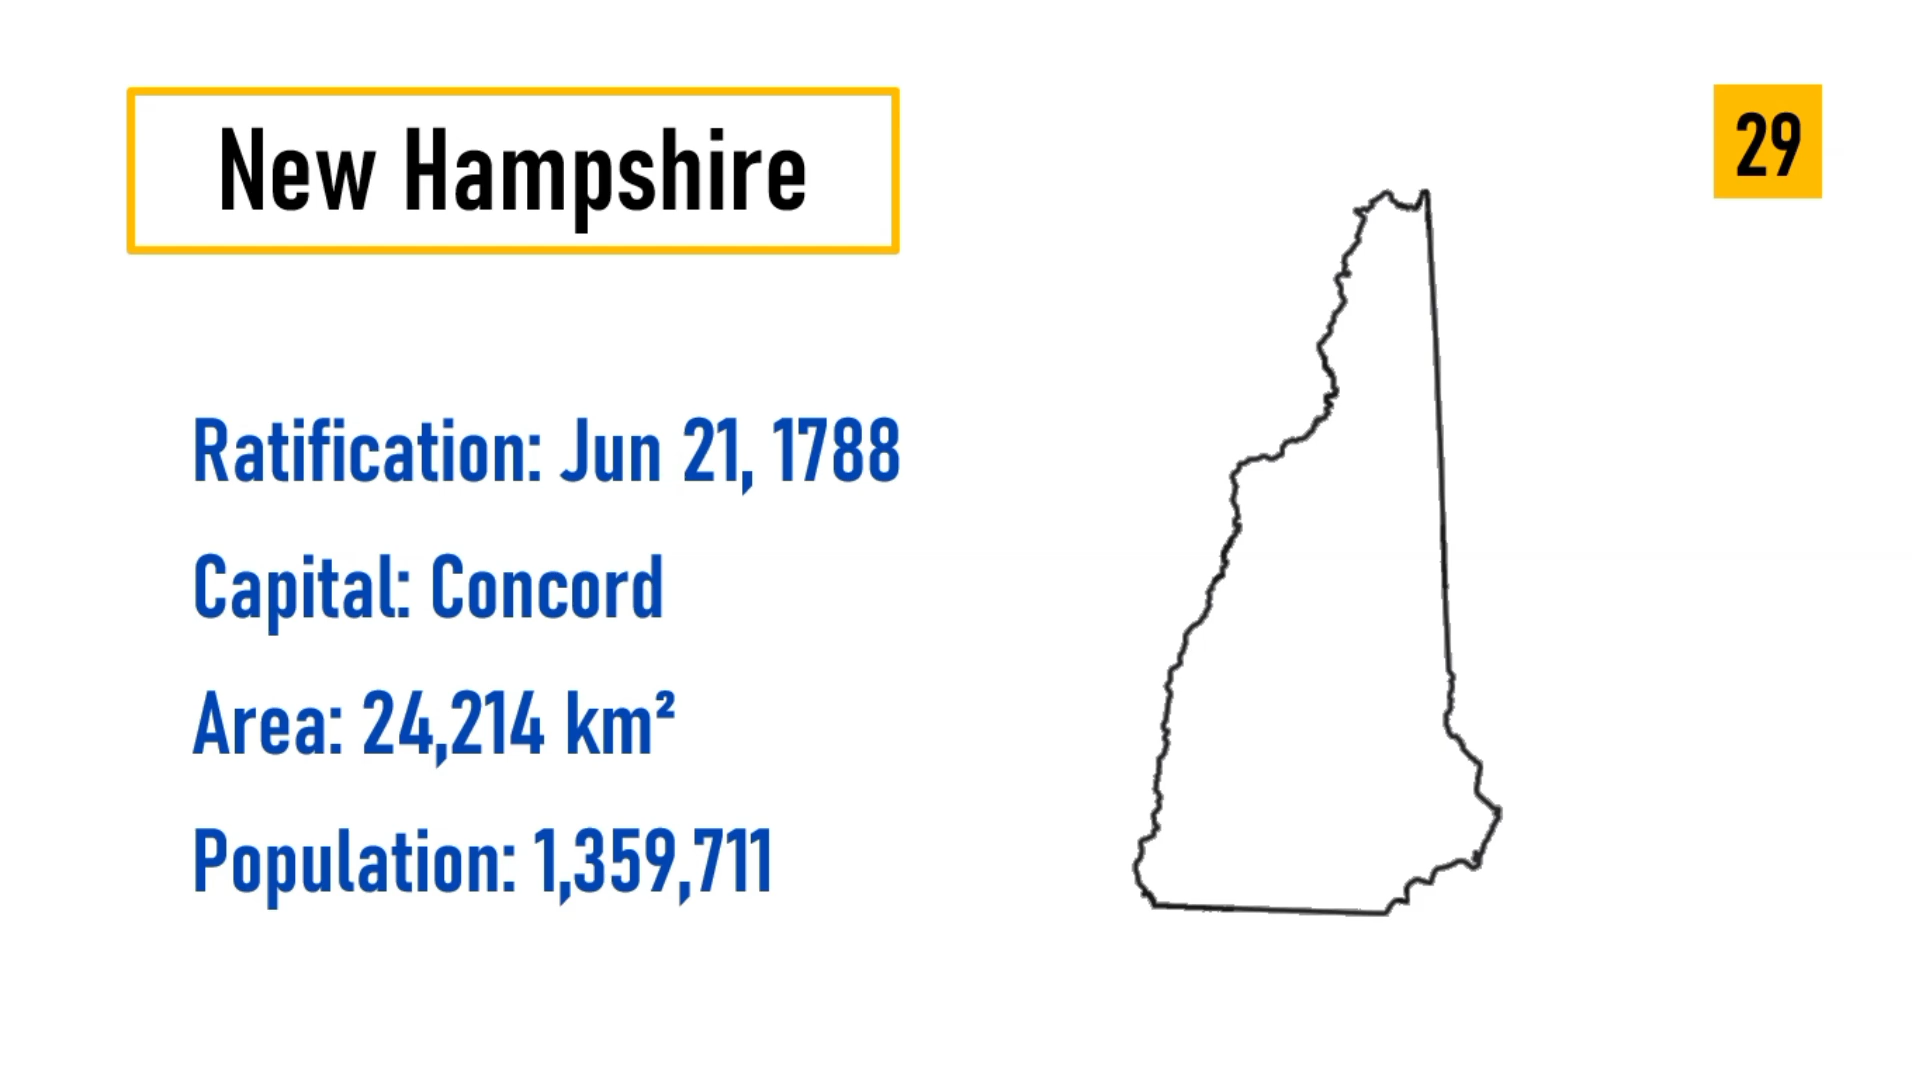 New Hampshire
29
Ratification: Jun 21, 1788
Capital: Concord
Area: 24,214 km²
Population: 1,359,711